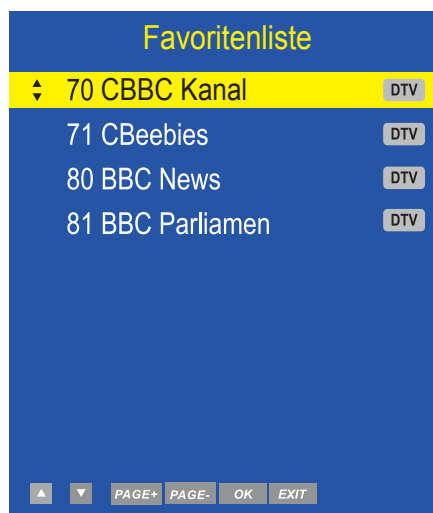 Favoritenliste
70 CBBC Kanal DTV
71 CBeebies DTV
80 BBC News DTV
81 BBC Parliamen DTV
PAGE+ PAGE- OK EXIT